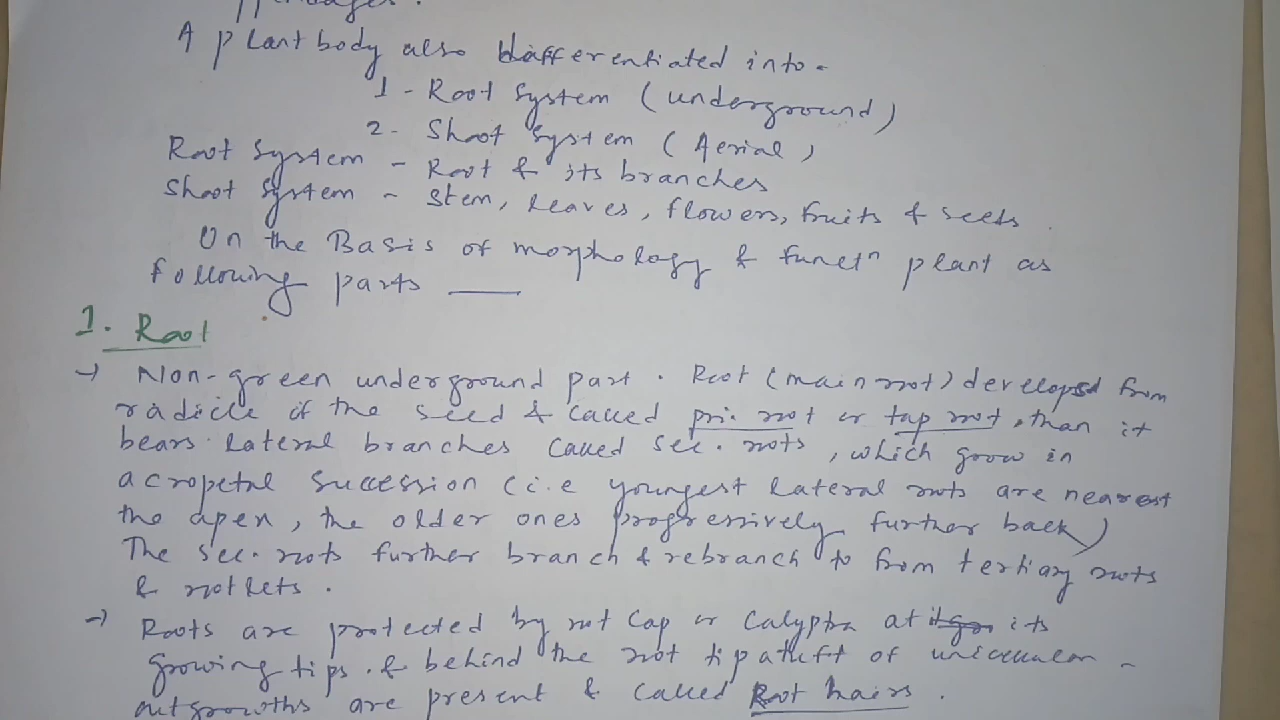 A plant body also differentiated into -
1 - Root System (underground)
2 - Shoot System (Aerial)
Root System - Root & its branches
Shoot System - Stem, Leaves, flowers, fruits & seeds
On the Basis of morphology & functn plant as
following parts ___
1. Root
→ Non-green underground part. Root (main root) developed from
radicle of the seed & called pri. root or tap root, than it
bears lateral branches called sec. roots, which grow in
acropetal Succession (i.e youngest lateral roots are nearest
the apex, the older ones progressively further back)
The sec. roots further branch & rebranch to from tertiary roots
& rootlets.
→ Roots are protected by root cap or Calyptra at its
growing tips. & behind the root tip a tuft of unicellular -
outgrowths are present & called Root hairs.